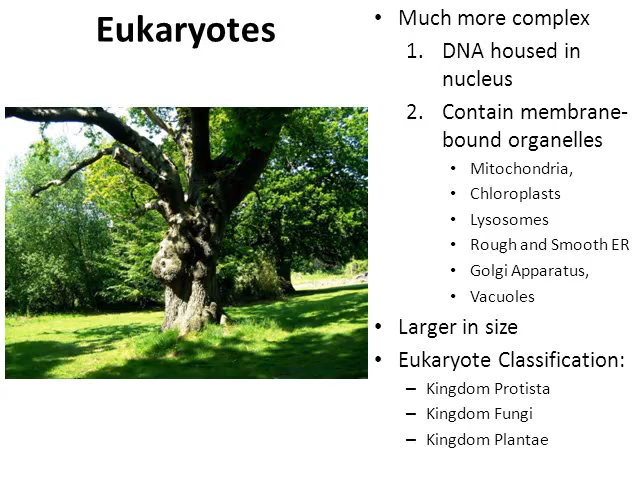 Eukaryotes
• Much more complex
1. DNA housed in
nucleus
2. Contain membrane-
bound organelles
• Mitochondria,
• Chloroplasts
• Lysosomes
• Rough and Smooth ER
• Golgi Apparatus,
• Vacuoles
• Larger in size
• Eukaryote Classification:
– Kingdom Protista
– Kingdom Fungi
– Kingdom Plantae